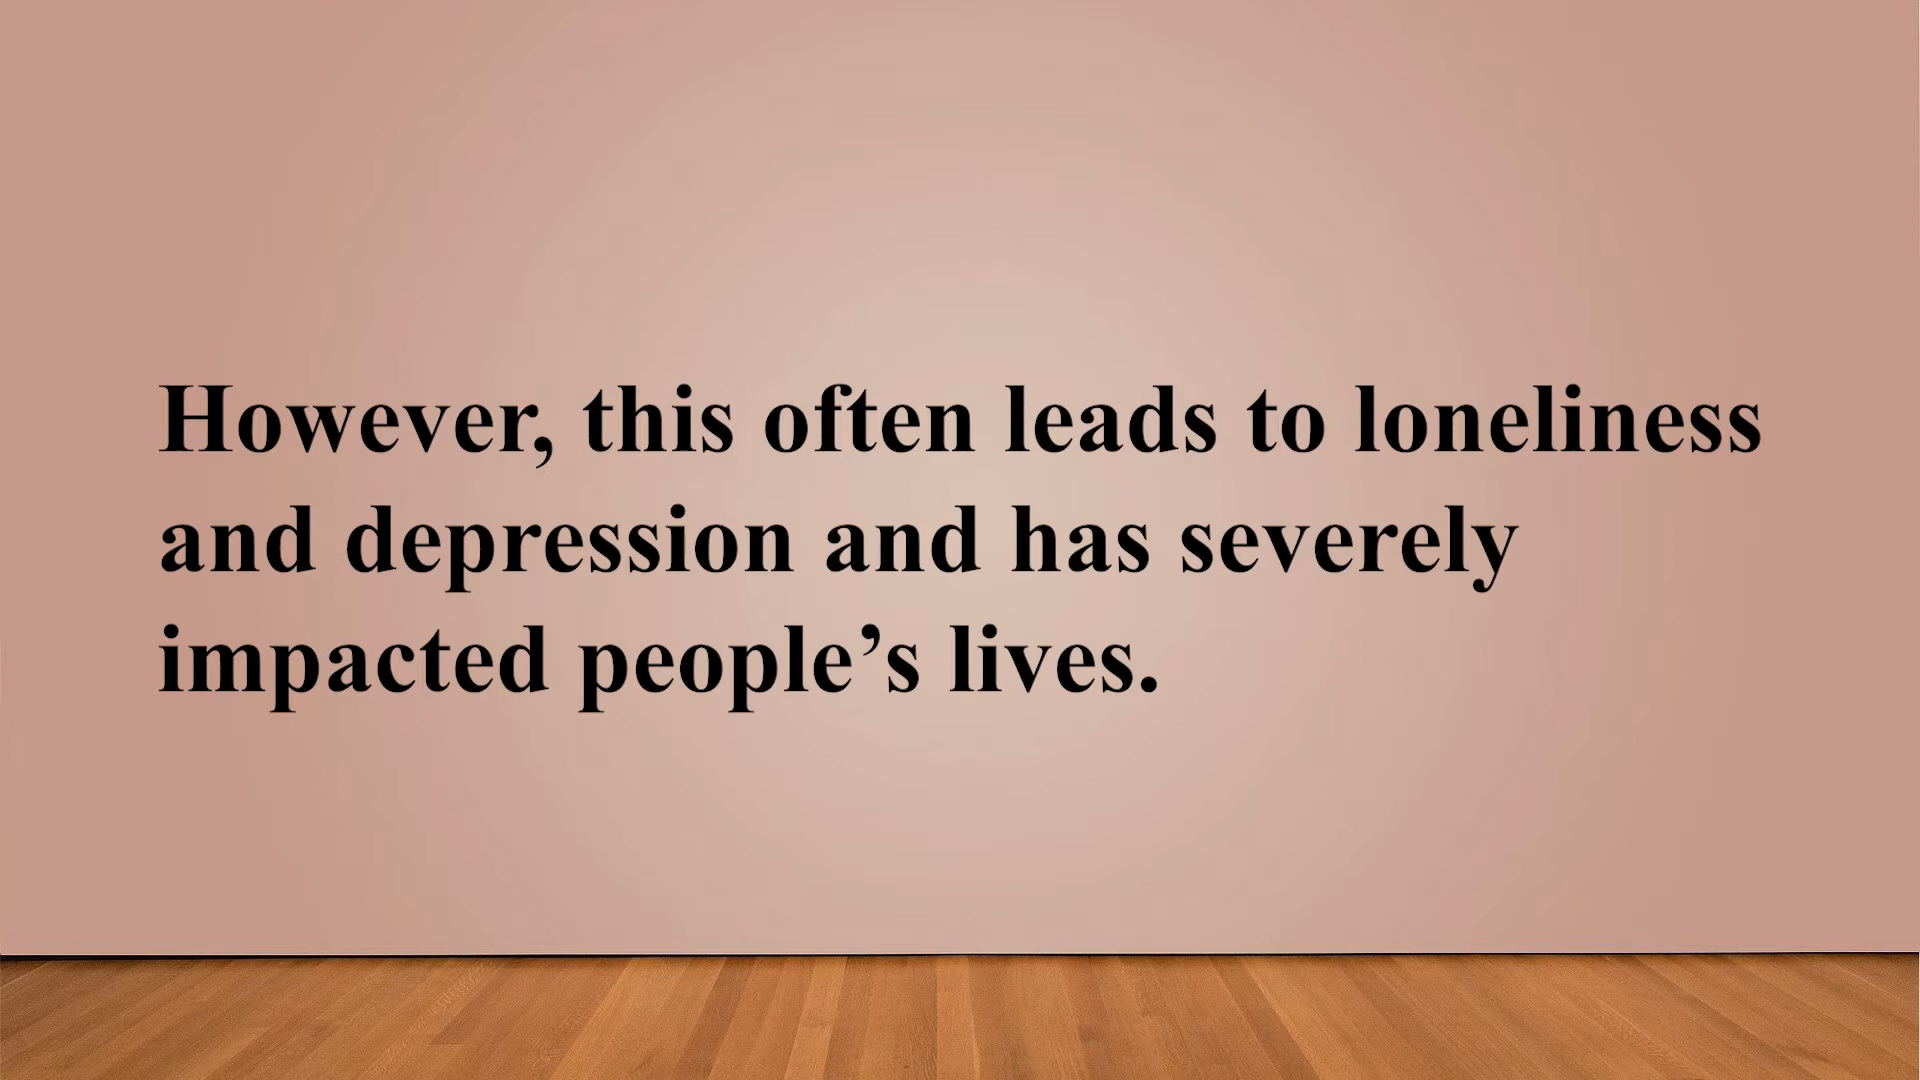 However, this often leads to loneliness
and depression and has severely
impacted people’s lives.